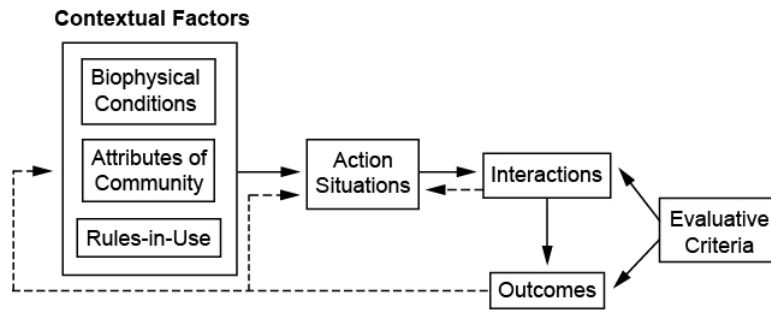 Contextual Factors
Biophysical
Conditions
Attributes of
Community
Rules-in-Use
Action
Situations
Interactions
Outcomes
Evaluative
Criteria